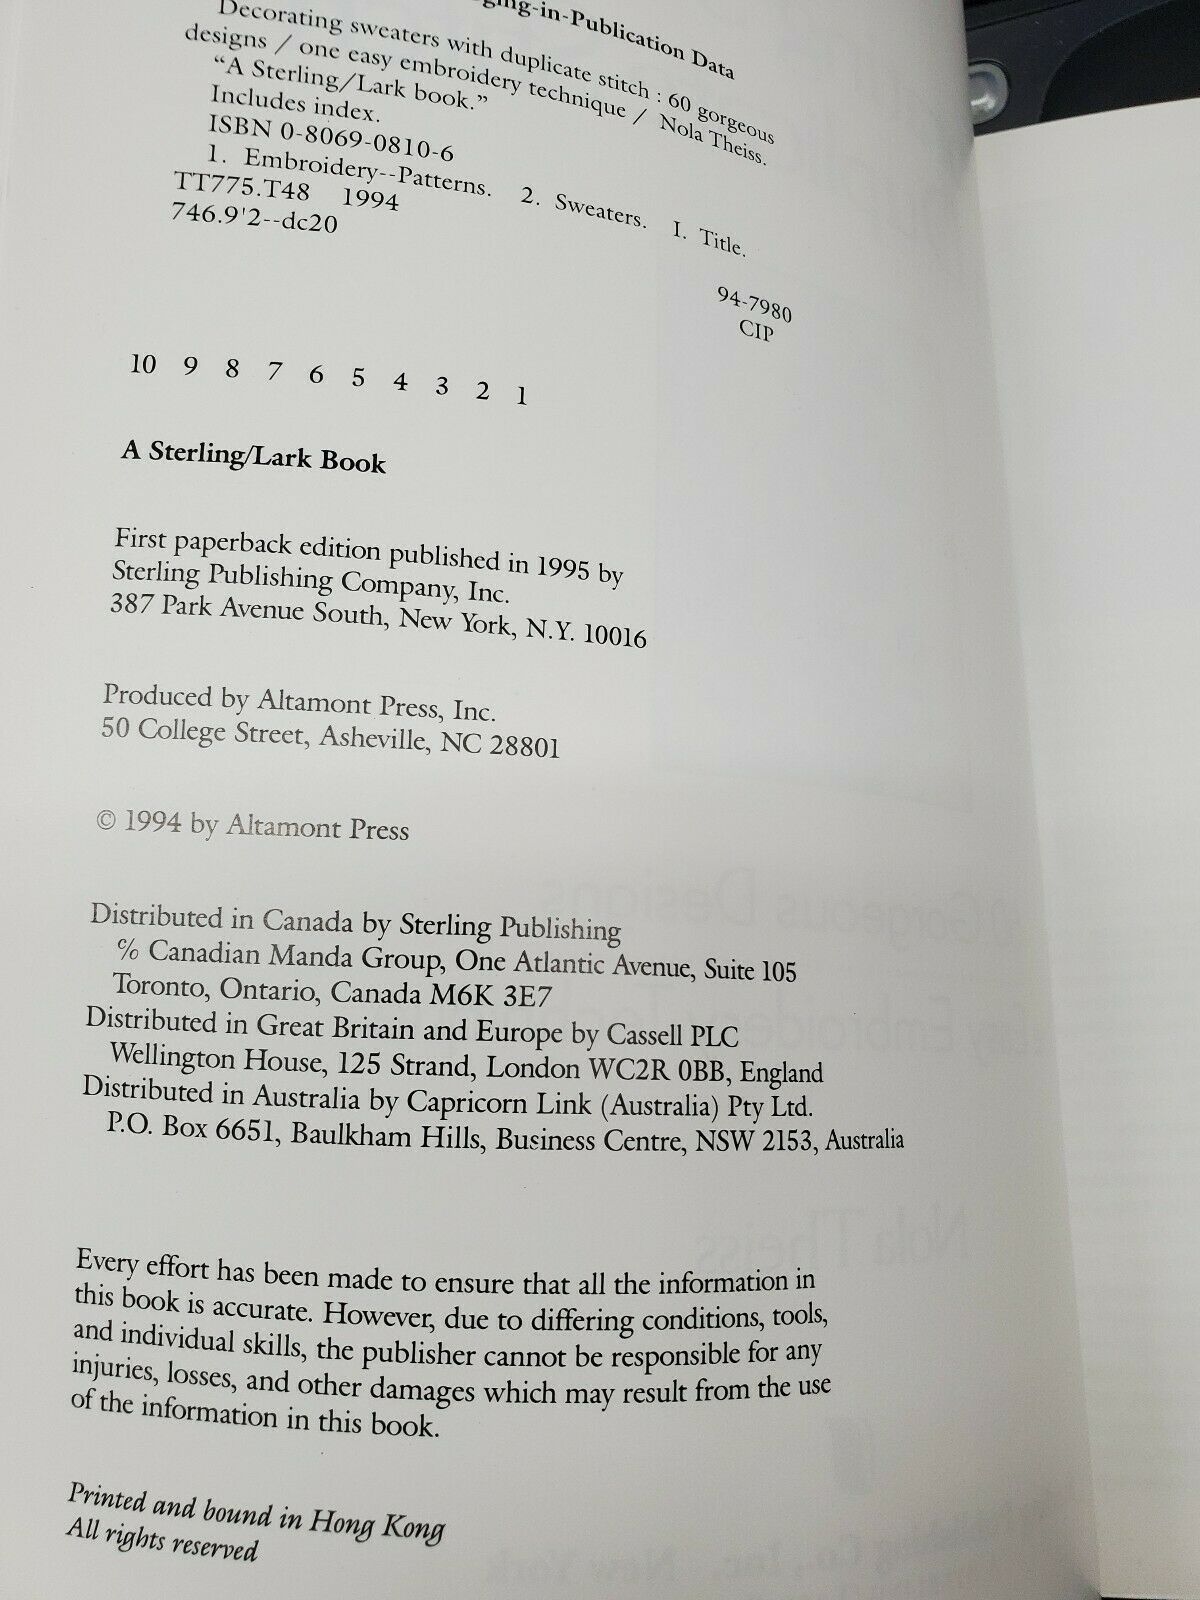 in-Publication Data
Decorating sweaters with duplicate stitch : 60 gorgeous
designs / one easy embroidery technique / Nola Theiss.
"A Sterling/Lark book."
Includes index.
ISBN 0-8069-0810-6
1. Embroidery--Patterns. 2. Sweaters. I. Title.
TT775.T48 1994
746.9'2--dc20
94-7980
CIP
10 9 8 7 6 5 4 3 2 1
A Sterling/Lark Book
First paperback edition published in 1995 by
Sterling Publishing Company, Inc.
387 Park Avenue South, New York, N.Y. 10016
Produced by Altamont Press, Inc.
50 College Street, Asheville, NC 28801
© 1994 by Altamont Press
Distributed in Canada by Sterling Publishing
℅ Canadian Manda Group, One Atlantic Avenue, Suite 105
Toronto, Ontario, Canada M6K 3E7
Distributed in Great Britain and Europe by Cassell PLC
Wellington House, 125 Strand, London WC2R 0BB, England
Distributed in Australia by Capricorn Link (Australia) Pty Ltd.
P.O. Box 6651, Baulkham Hills, Business Centre, NSW 2153, Australia
Every effort has been made to ensure that all the information in
this book is accurate. However, due to differing conditions, tools,
and individual skills, the publisher cannot be responsible for any
injuries, losses, and other damages which may result from the use
of the information in this book.
Printed and bound in Hong Kong
All rights reserved